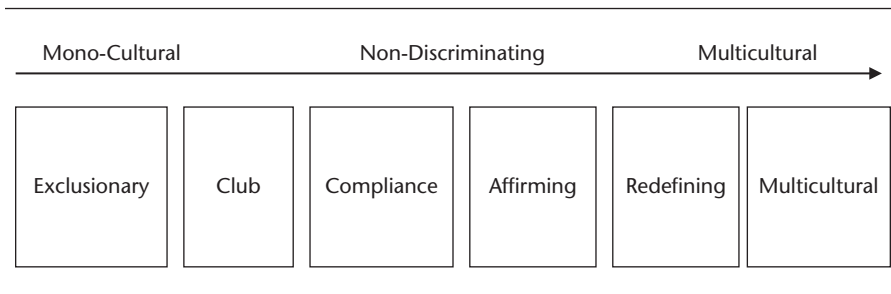 Mono-Cultural Non-Discriminating Multicultural
Exclusionary Club Compliance Affirming Redefining Multicultural